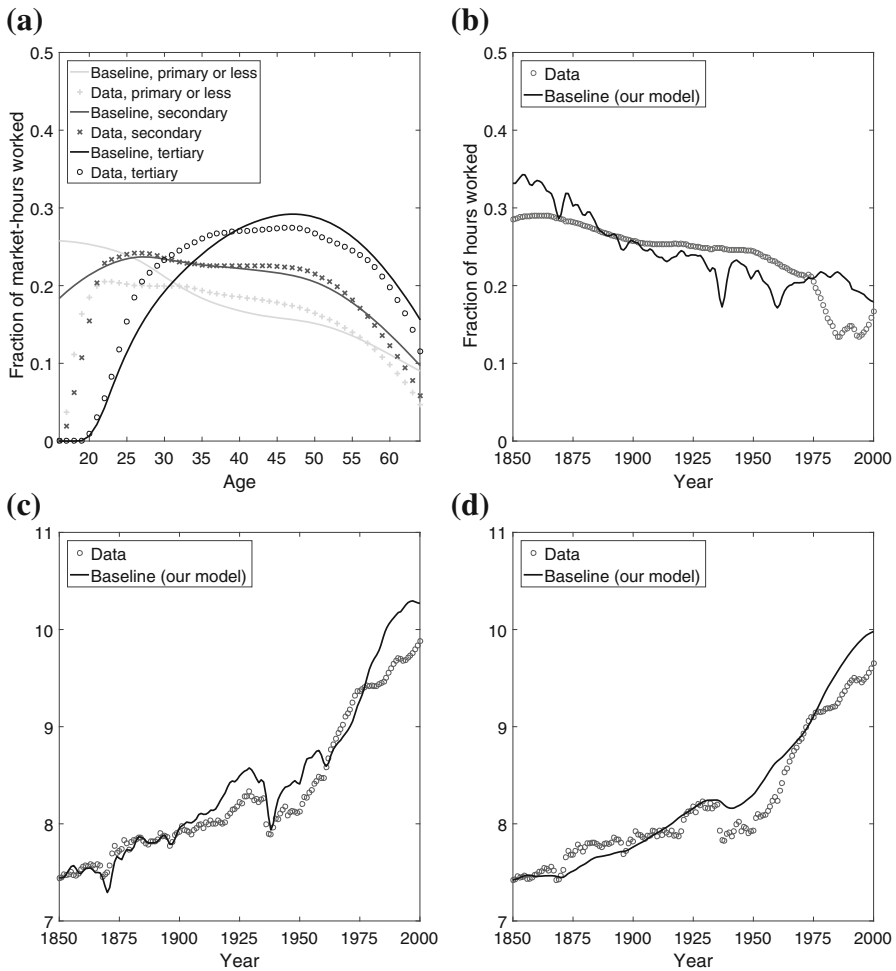 (a)
0.5
0.4
0.3
0.2
0.1
0
Fraction of market-hours worked
Baseline, primary or less
Data, primary or less
Baseline, secondary
Data, secondary
Baseline, tertiary
Data, tertiary
20 25 30 35 40 45 50 55 60
Age
(b)
0.5
0.4
0.3
0.2
0.1
0
Fraction of hours worked
Data
Baseline (our model)
1850 1875 1900 1925 1950 1975 2000
Year
(c)
11
10
9
8
7
Data
Baseline (our model)
1850 1875 1900 1925 1950 1975 2000
Year
(d)
11
10
9
8
7
Data
Baseline (our model)
1850 1875 1900 1925 1950 1975 2000
Year